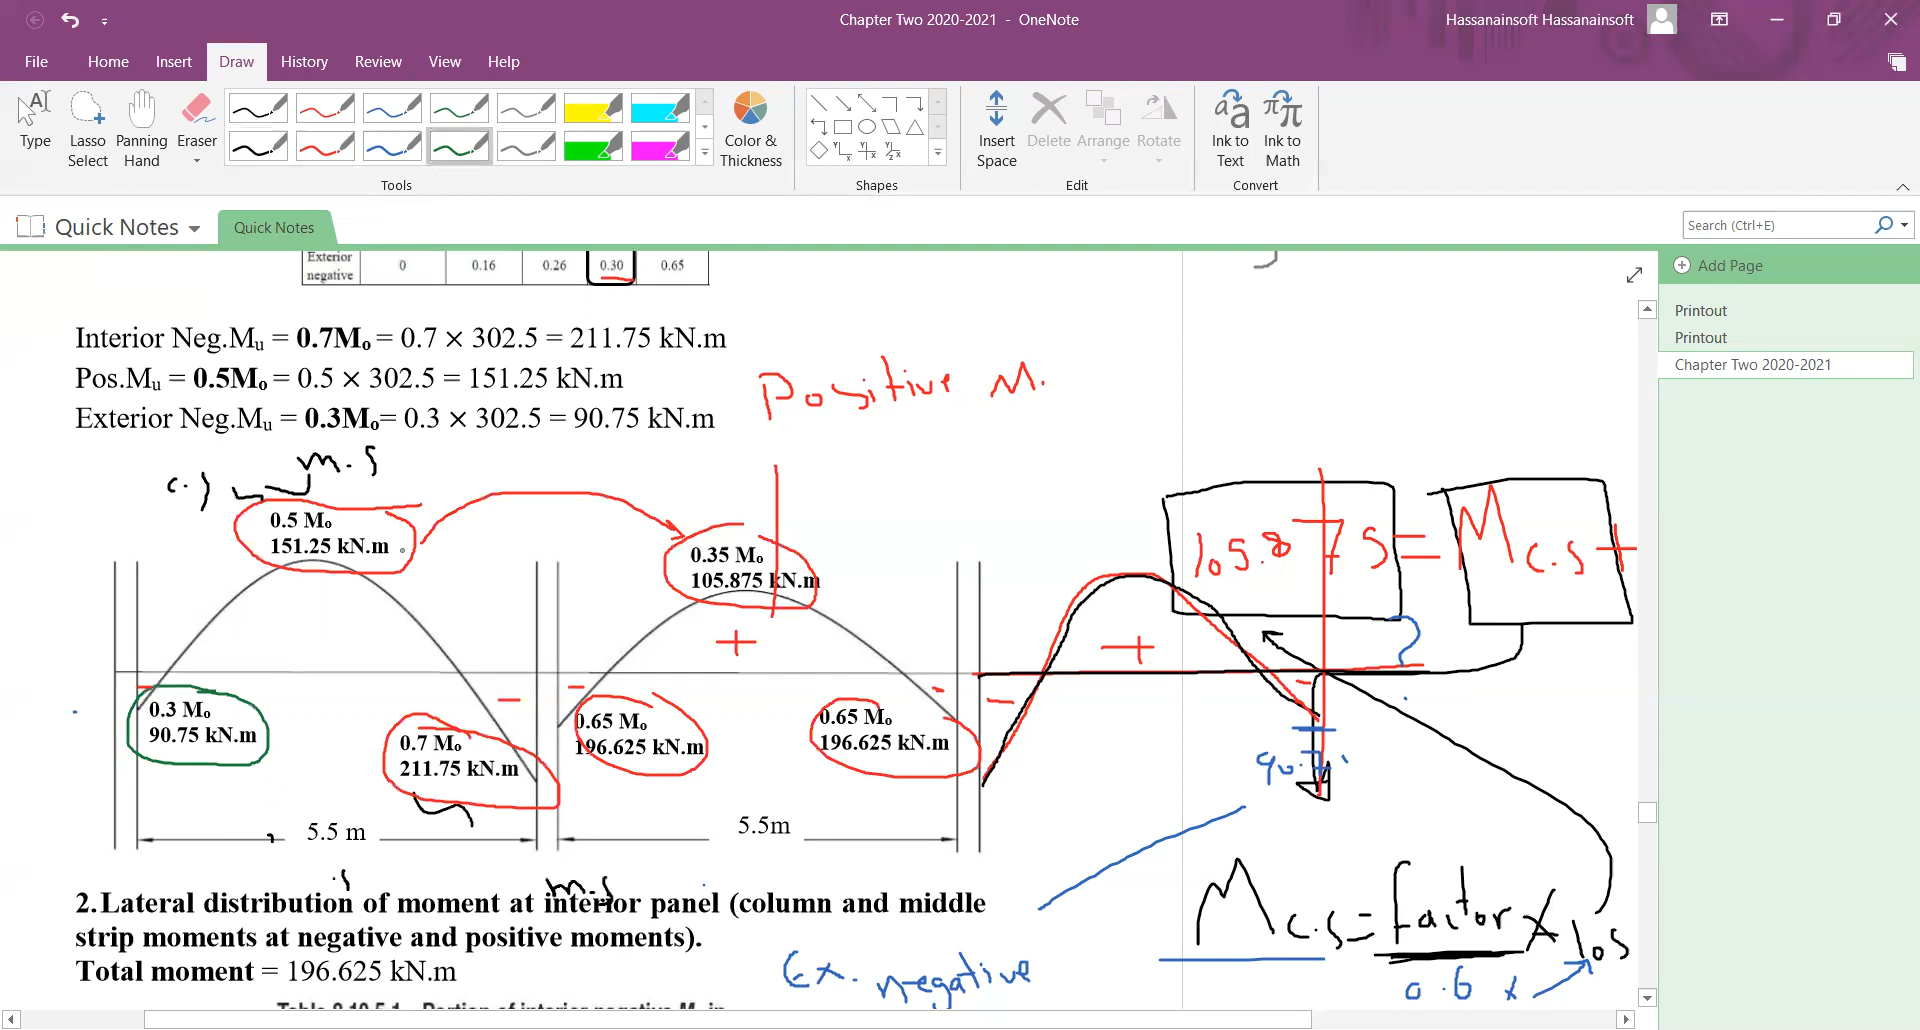 Chapter Two 2020-2021 - OneNote
Hassanainsoft Hassanainsoft
File Home Insert Draw History Review View Help
Type
Lasso Select
Panning Hand
Eraser
Color & Thickness
Insert Space
Delete
Arrange
Rotate
Ink to Text
Ink to Math
Tools
Shapes
Edit
Convert
Quick Notes
Quick Notes
Search (Ctrl+E)
Add Page
Printout
Printout
Chapter Two 2020-2021
Exterior negative 0 0.16 0.26 0.30 0.65
Interior Neg.Mu = 0.7Mo = 0.7 × 302.5 = 211.75 kN.m
Pos.Mu = 0.5Mo = 0.5 × 302.5 = 151.25 kN.m
Exterior Neg.Mu = 0.3Mo= 0.3 × 302.5 = 90.75 kN.m
Positive M.
m.s
0.5 Mo
151.25 kN.m
0.35 Mo
105.875 kN.m
105.875 = Mc.s +
+
+
0.3 Mo
90.75 kN.m
0.7 Mo
211.75 kN.m
0.65 Mo
196.625 kN.m
0.65 Mo
196.625 kN.m
5.5 m
5.5m
m.s
2.Lateral distribution of moment at interior panel (column and middle
strip moments at negative and positive moments).
Total moment = 196.625 kN.m
Mc.s = factor x 105
0.6 x
Ex. negative